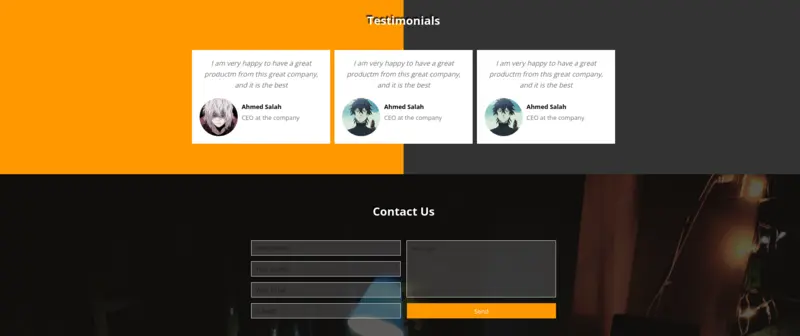 Testimonials
I am very happy to have a great
productm from this great company,
and it is the best
Ahmed Salah
CEO at the company
I am very happy to have a great
productm from this great company,
and it is the best
Ahmed Salah
CEO at the company
I am very happy to have a great
productm from this great company,
and it is the best
Ahmed Salah
CEO at the company
Contact Us
Send